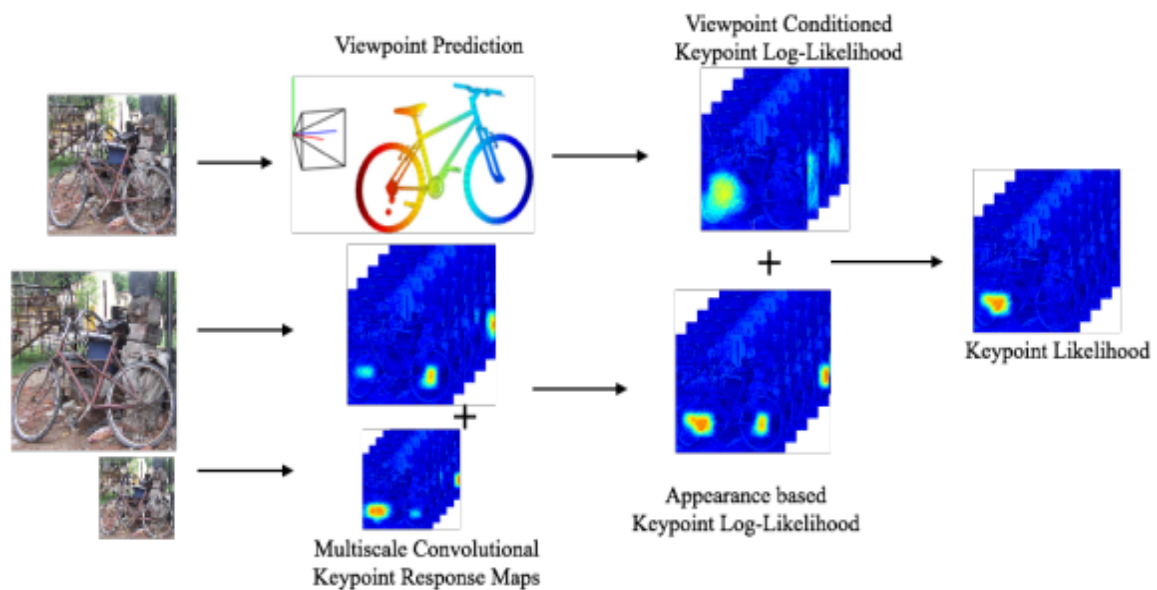 Viewpoint Prediction
Viewpoint Conditioned
Keypoint Log-Likelihood
+
Keypoint Likelihood
+
Appearance based
Keypoint Log-Likelihood
Multiscale Convolutional
Keypoint Response Maps